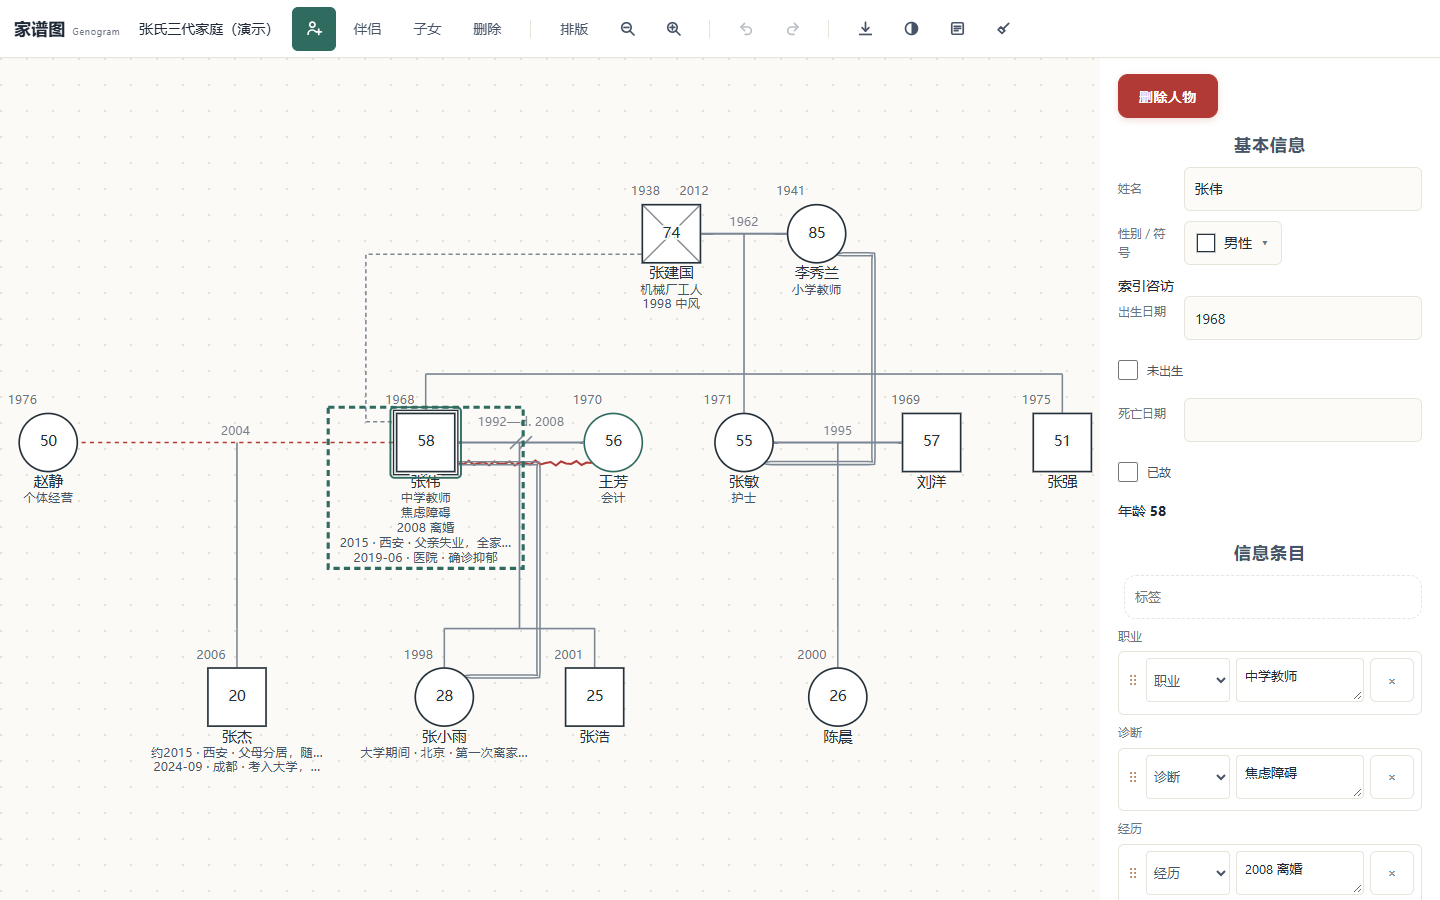 家谱图 Genogram 张氏三代家庭（演示） 伴侣 子女 删除 排版
1938 2012 1941
74 1962 85
张建国 李秀兰
机械厂工人 小学教师
1998 中风
1976 1968 1970 1971 1969 1975
2004 1992— 2008 1995
50 58 56 55 57 51
赵静 张伟 王芳 张敏 刘洋 张强
个体经营 中学教师 会计 护士
焦虑障碍
2008 离婚
2015 · 西安 · 父亲失业，全家…
2019-06 · 医院 · 确诊抑郁
2006 1998 2001 2000
20 28 25 26
张杰 张小雨 张浩 陈晨
约2015 · 西安 · 父母分居，随… 大学期间 · 北京 · 第一次离家…
2024-09 · 成都 · 考入大学，…
删除人物
基本信息
姓名 张伟
性别 / 符号 男性
索引咨访
出生日期 1968
未出生
死亡日期
已故
年龄 58
信息条目
标签
职业
职业 中学教师 ×
诊断
诊断 焦虑障碍 ×
经历
经历 2008 离婚 ×